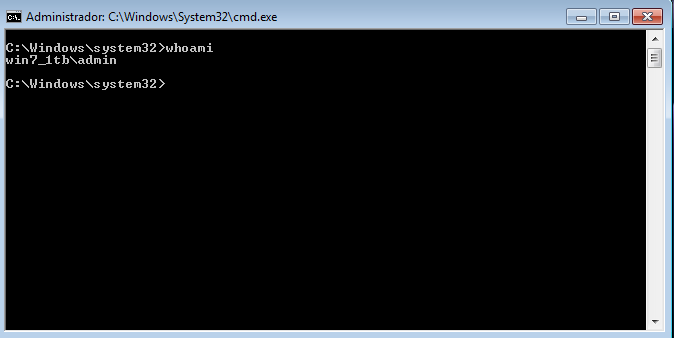 Administrador: C:\Windows\System32\cmd.exe
C:\Windows\system32>whoami
win7_1tb\admin
C:\Windows\system32>